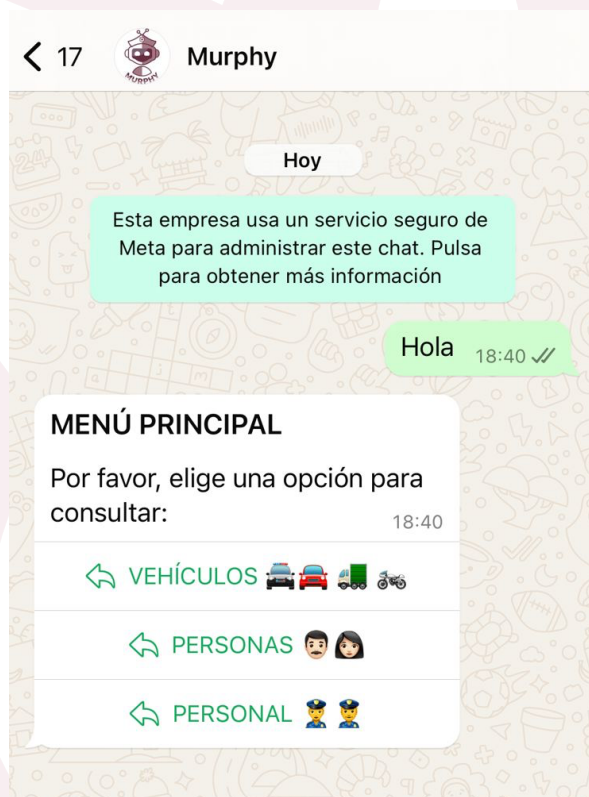 17
MURPHY
Murphy
Hoy
Esta empresa usa un servicio seguro de
Meta para administrar este chat. Pulsa
para obtener más información
Hola 18:40
MENÚ PRINCIPAL
Por favor, elige una opción para
consultar:
18:40
VEHÍCULOS 🚔🚘🚛🏍️
PERSONAS 👨🏻👩🏻
PERSONAL 👮‍♀️👮‍♂️